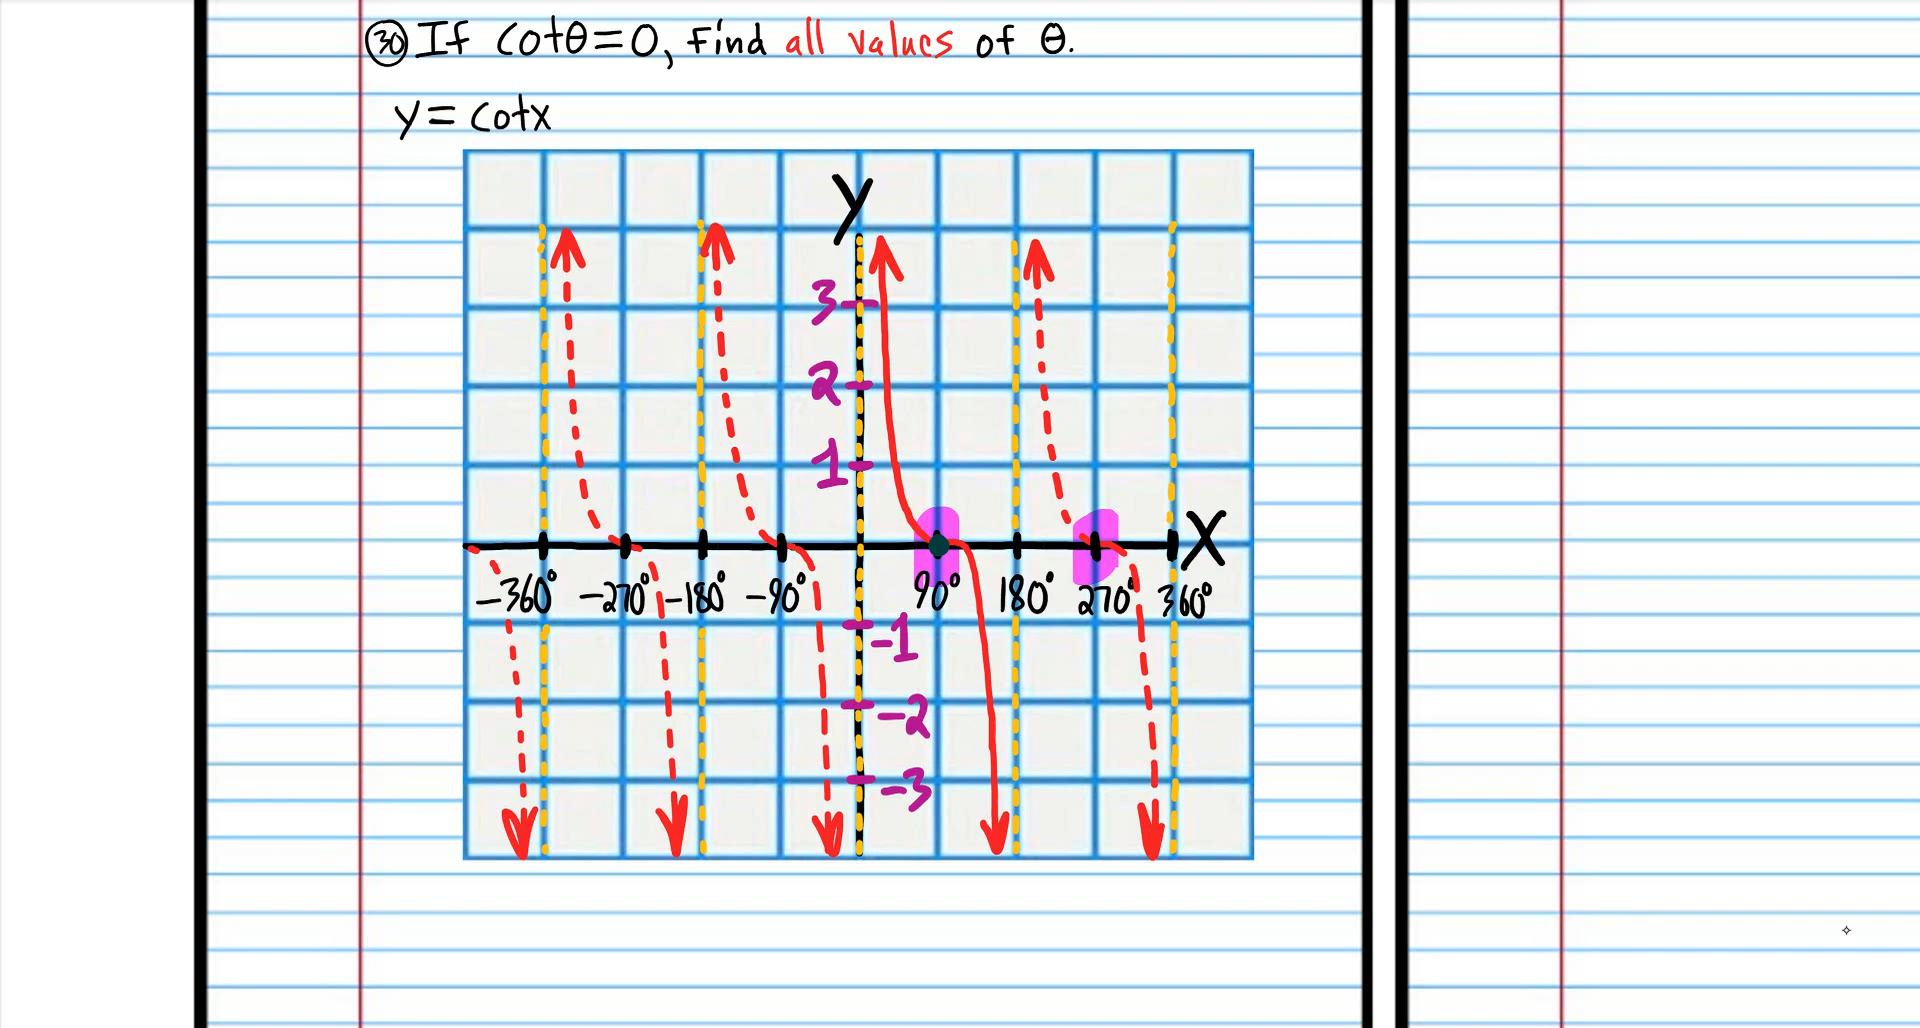 30 If cotθ=0, Find all values of θ.
y= cotx
y
3
2
1
X
-360° -270° -180° -90° 90° 180° 270° 360°
-1
-2
-3